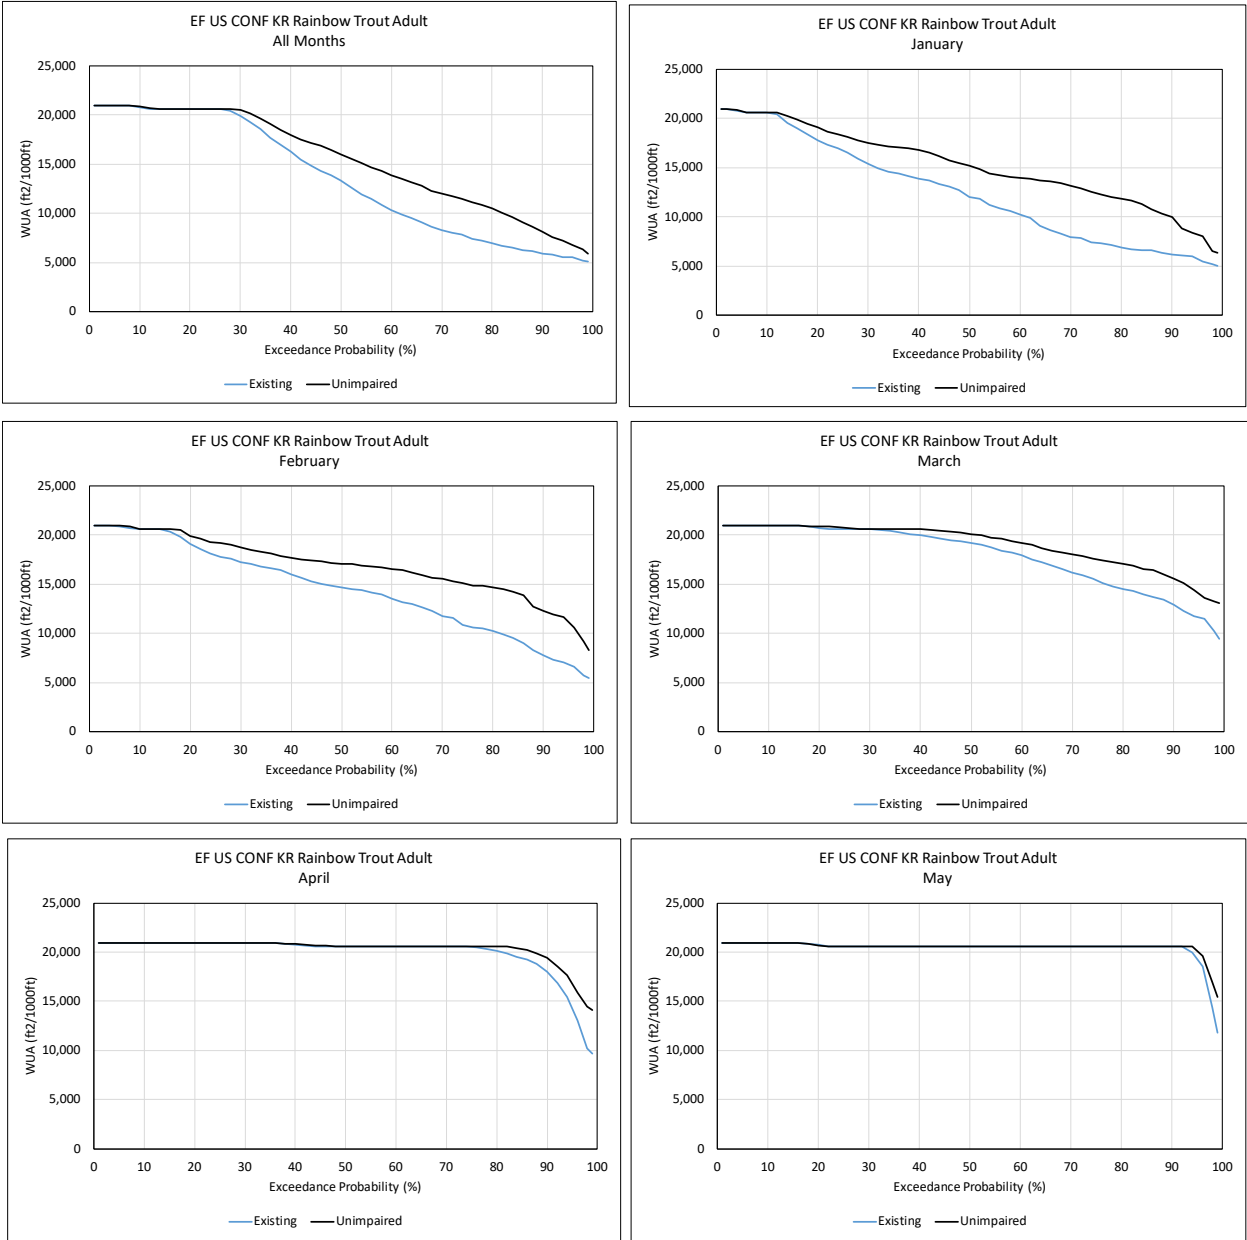 EF US CONF KR Rainbow Trout Adult
All Months
25,000
20,000
15,000
10,000
5,000
0
WUA (ft2/1000ft)
0 10 20 30 40 50 60 70 80 90 100
Exceedance Probability (%)
Existing Unimpaired
EF US CONF KR Rainbow Trout Adult
January
25,000
20,000
15,000
10,000
5,000
0
WUA (ft2/1000ft)
0 10 20 30 40 50 60 70 80 90 100
Exceedance Probability (%)
Existing Unimpaired
EF US CONF KR Rainbow Trout Adult
February
25,000
20,000
15,000
10,000
5,000
0
WUA (ft2/1000ft)
0 10 20 30 40 50 60 70 80 90 100
Exceedance Probability (%)
Existing Unimpaired
EF US CONF KR Rainbow Trout Adult
March
25,000
20,000
15,000
10,000
5,000
0
WUA (ft2/1000ft)
0 10 20 30 40 50 60 70 80 90 100
Exceedance Probability (%)
Existing Unimpaired
EF US CONF KR Rainbow Trout Adult
April
25,000
20,000
15,000
10,000
5,000
0
WUA (ft2/1000ft)
0 10 20 30 40 50 60 70 80 90 100
Exceedance Probability (%)
Existing Unimpaired
EF US CONF KR Rainbow Trout Adult
May
25,000
20,000
15,000
10,000
5,000
0
WUA (ft2/1000ft)
0 10 20 30 40 50 60 70 80 90 100
Exceedance Probability (%)
Existing Unimpaired